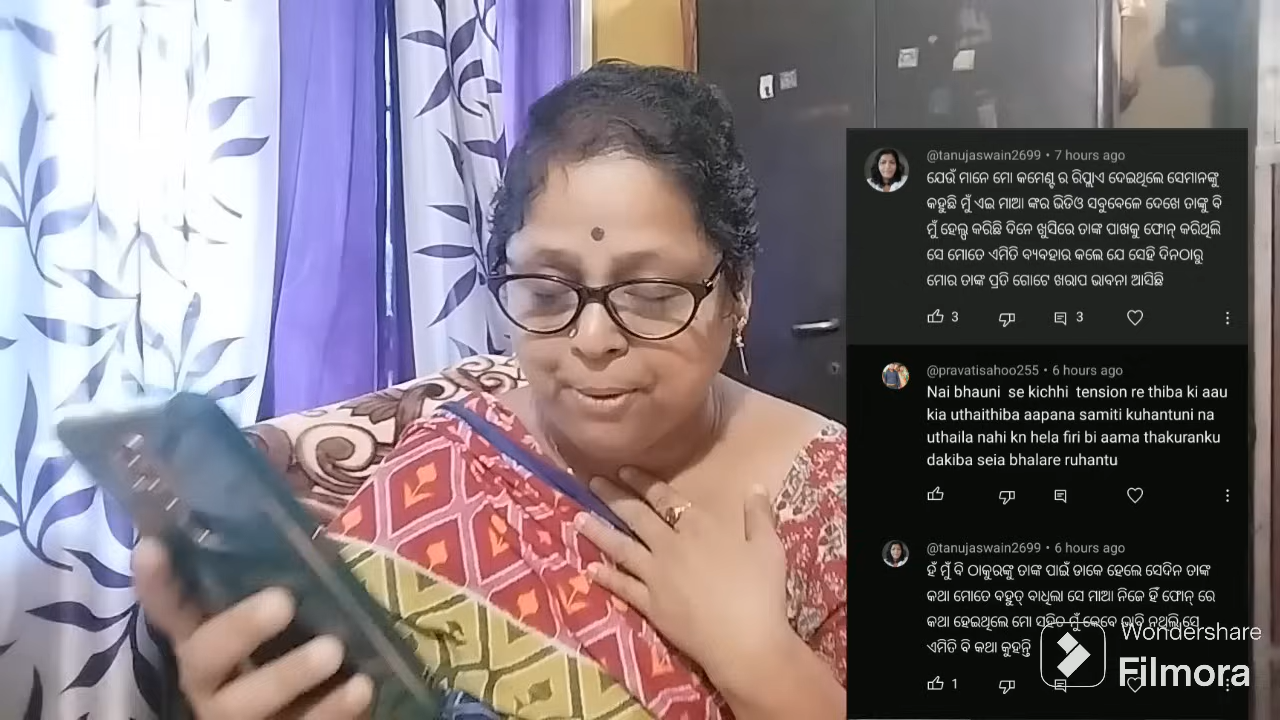 @tanujaswain2699 • 7 hours ago
ଯେଉଁ ମାନେ ମୋ କମେଣ୍ଟ ର ରିପ୍ଲାଏ ଦେଇଥିଲେ ସେମାନଙ୍କୁ
କହୁଛି ମୁଁ ଏଇ ମାଆ ଙ୍କର ଭିଡିଓ ସବୁବେଳେ ଦେଖେ ତାଙ୍କୁ ବି
ମୁଁ ହେଲ୍ପ କରିଛି ଦିନେ ଖୁସିରେ ତାଙ୍କ ପାଖକୁ ଫୋନ୍ କରିଥିଲି
ସେ ମୋତେ ଏମିତି ବ୍ୟବହାର କଲେ ଯେ ସେହି ଦିନଠାରୁ
ମୋର ତାଙ୍କ ପ୍ରତି ଗୋଟେ ଖରାପ ଭାବନା ଆସିଛି
3 3
@pravatisahoo255 • 6 hours ago
Nai bhauni se kichhi tension re thiba ki aau
kia uthaithiba aapana samiti kuhantuni na
uthaila nahi kn hela firi bi aama thakuranku
dakiba seia bhalare ruhantu
@tanujaswain2699 • 6 hours ago
ହଁ ମୁଁ ବି ଠାକୁରଙ୍କୁ ତାଙ୍କ ପାଇଁ ଡାକେ ହେଲେ ସେଦିନ ତାଙ୍କ
କଥା ମୋତେ ବହୁତ୍ ବାଧିଲା ସେ ମାଆ ନିଜେ ହିଁ ଫୋନ୍ ରେ
କଥା ହେଇଥିଲେ ମୋ ସହିତ ମୁଁ କେବେ ଭାବି ନଥିଲି ସେ
ଏମିତି ବି କଥା କୁହନ୍ତି
1
Wondershare
Filmora